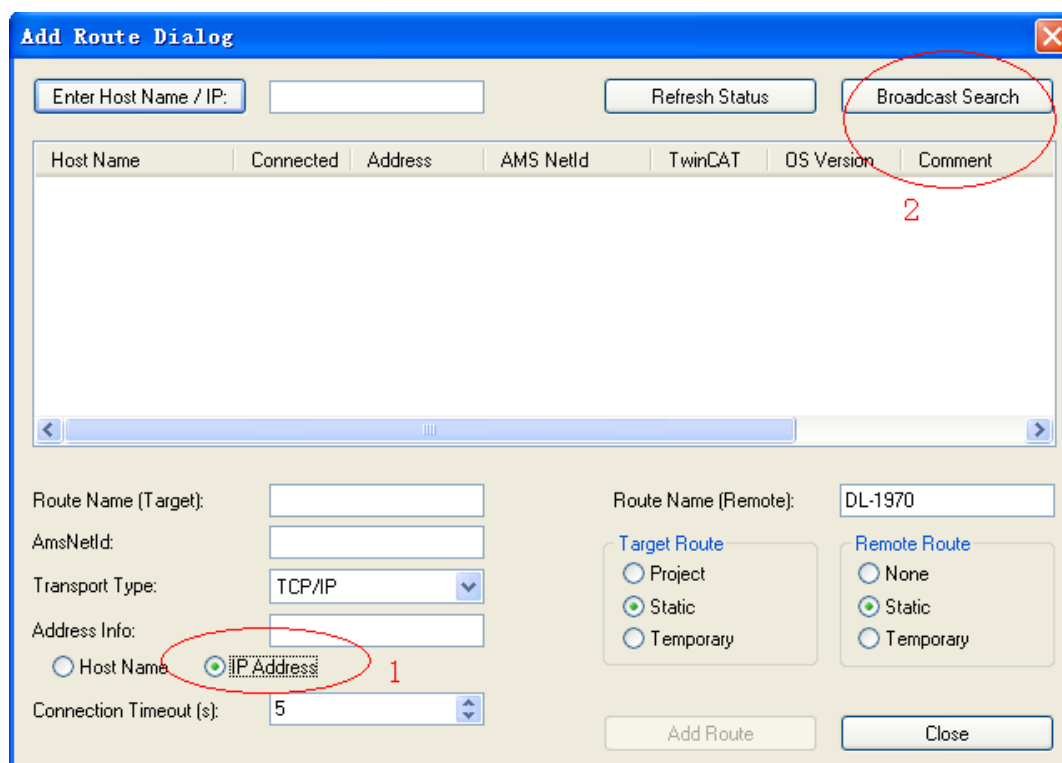 Add Route Dialog
Enter Host Name / IP: Refresh Status Broadcast Search
Host Name Connected Address AMS NetId TwinCAT OS Version Comment
2
Route Name (Target): Route Name (Remote): DL-1970
AmsNetId: Target Route Remote Route
Project None
Transport Type: TCP/IP
Static Static
Address Info:
Temporary Temporary
Host Name IP Address 1
Connection Timeout (s): 5
Add Route Close